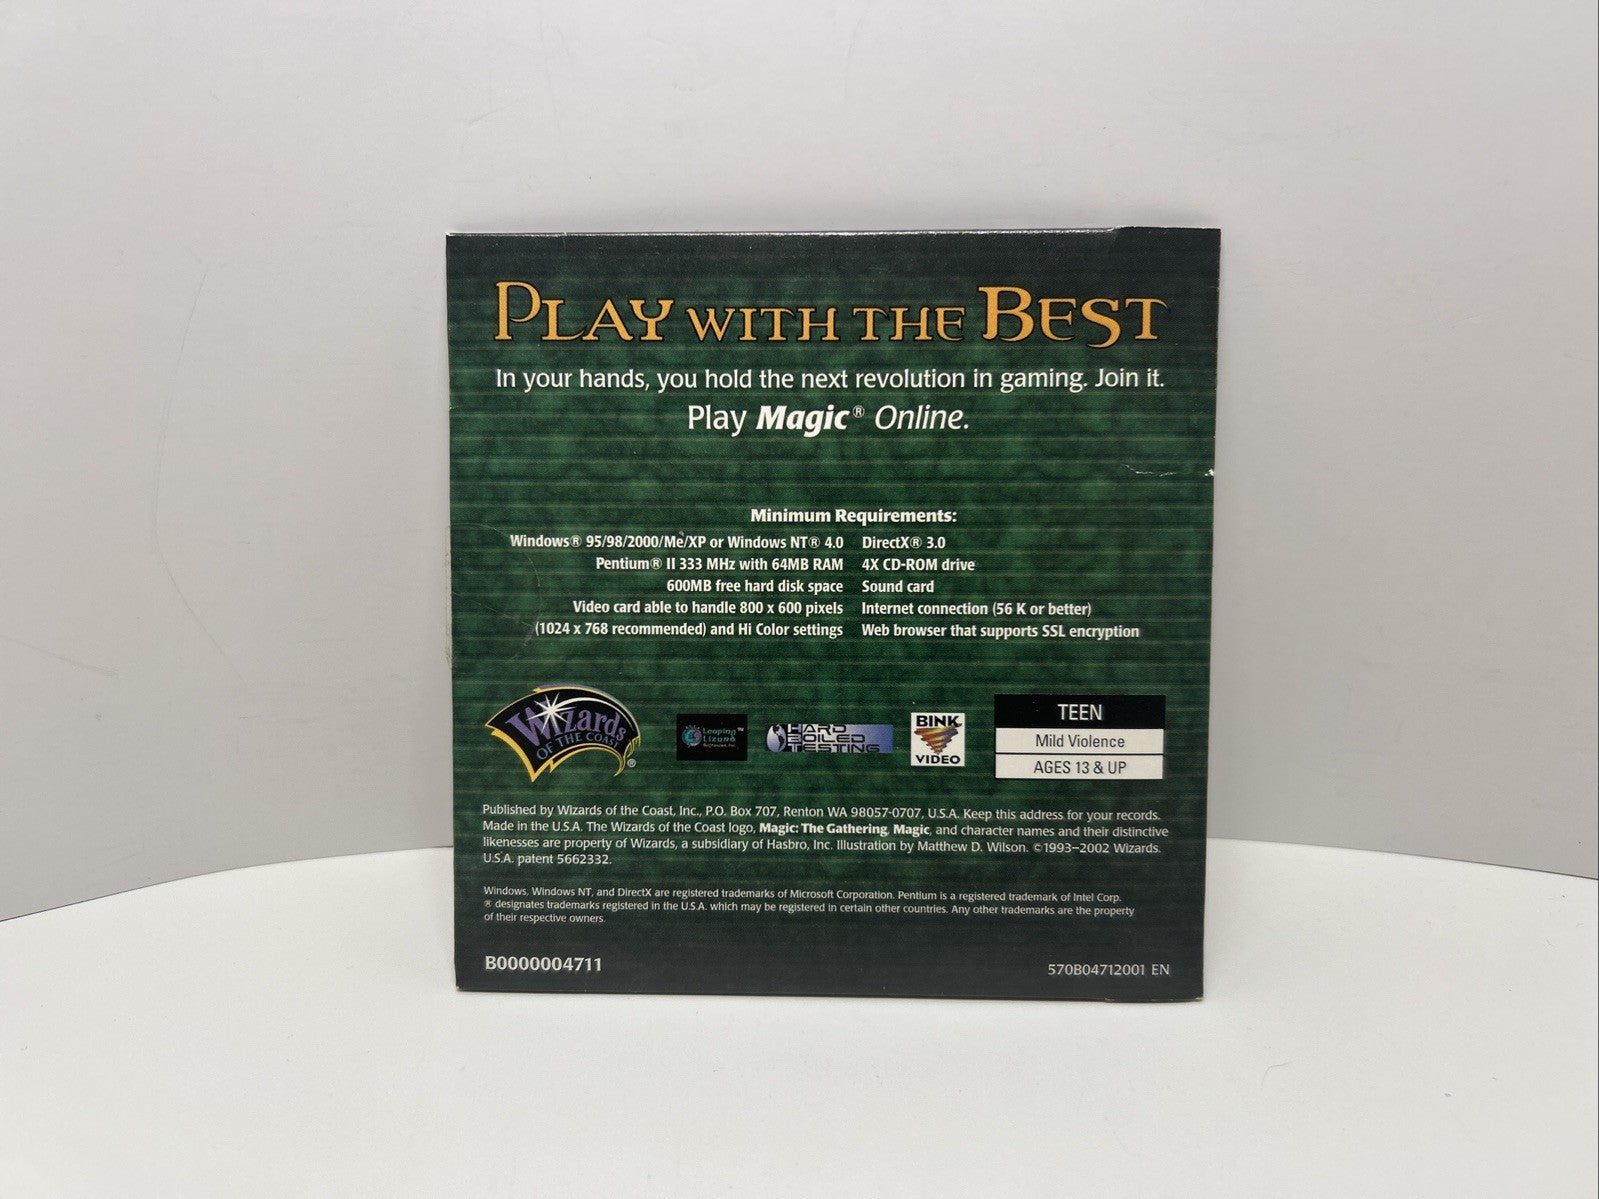 PLAY WITH THE BEST
In your hands, you hold the next revolution in gaming. Join it.
Play Magic® Online.
Minimum Requirements:
Windows® 95/98/2000/Me/XP or Windows NT® 4.0
Pentium® II 333 MHz with 64MB RAM
600MB free hard disk space
Video card able to handle 800 x 600 pixels
(1024 x 768 recommended) and Hi Color settings
DirectX® 3.0
4X CD-ROM drive
Sound card
Internet connection (56 K or better)
Web browser that supports SSL encryption
Wizards
OF THE COAST®
Leaping™
Lizard
Software, Inc.
HARD
BOILED
TESTING
BINK
VIDEO
TEEN
Mild Violence
AGES 13 & UP
Published by Wizards of the Coast, Inc., P.O. Box 707, Renton WA 98057-0707, U.S.A. Keep this address for your records.
Made in the U.S.A. The Wizards of the Coast logo, Magic: The Gathering, Magic, and character names and their distinctive
likenesses are property of Wizards, a subsidiary of Hasbro, Inc. Illustration by Matthew D. Wilson. ©1993–2002 Wizards.
U.S.A. patent 5662332.
Windows, Windows NT, and DirectX are registered trademarks of Microsoft Corporation. Pentium is a registered trademark of Intel Corp.
® designates trademarks registered in the U.S.A. which may be registered in certain other countries. Any other trademarks are the property
of their respective owners.
B0000004711
570B04712001 EN